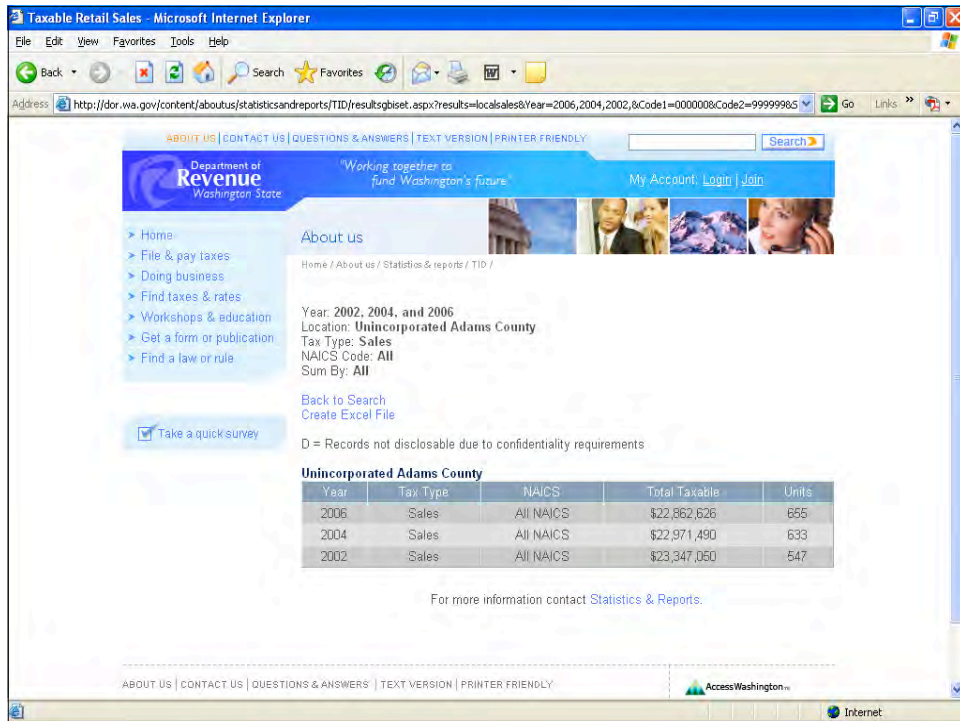 Taxable Retail Sales - Microsoft Internet Explorer
File Edit View Favorites Tools Help
Back Search Favorites
Address http://dor.wa.gov/content/aboutus/statisticsandreports/TID/resultsgbiset.aspx?results=localsales&Year=2006,2004,2002,&Code1=000000&Code2=999999&S Go Links »
ABOUT US | CONTACT US | QUESTIONS & ANSWERS | TEXT VERSION | PRINTER FRIENDLY Search
Department of
Revenue
Washington State
"Working together to
fund Washington's future"
My Account: Login | Join
Home
File & pay taxes
Doing business
Find taxes & rates
Workshops & education
Get a form or publication
Find a law or rule
Take a quick survey
About us
Home / About us / Statistics & reports / TID /
Year: 2002, 2004, and 2006
Location: Unincorporated Adams County
Tax Type: Sales
NAICS Code: All
Sum By: All
Back to Search
Create Excel File
D = Records not disclosable due to confidentiality requirements
Unincorporated Adams County
Year Tax Type NAICS Total Taxable Units
2006 Sales All NAICS $22,862,626 655
2004 Sales All NAICS $22,971,490 633
2002 Sales All NAICS $23,347,050 547
For more information contact Statistics & Reports.
ABOUT US | CONTACT US | QUESTIONS & ANSWERS | TEXT VERSION | PRINTER FRIENDLY
AccessWashington
Internet